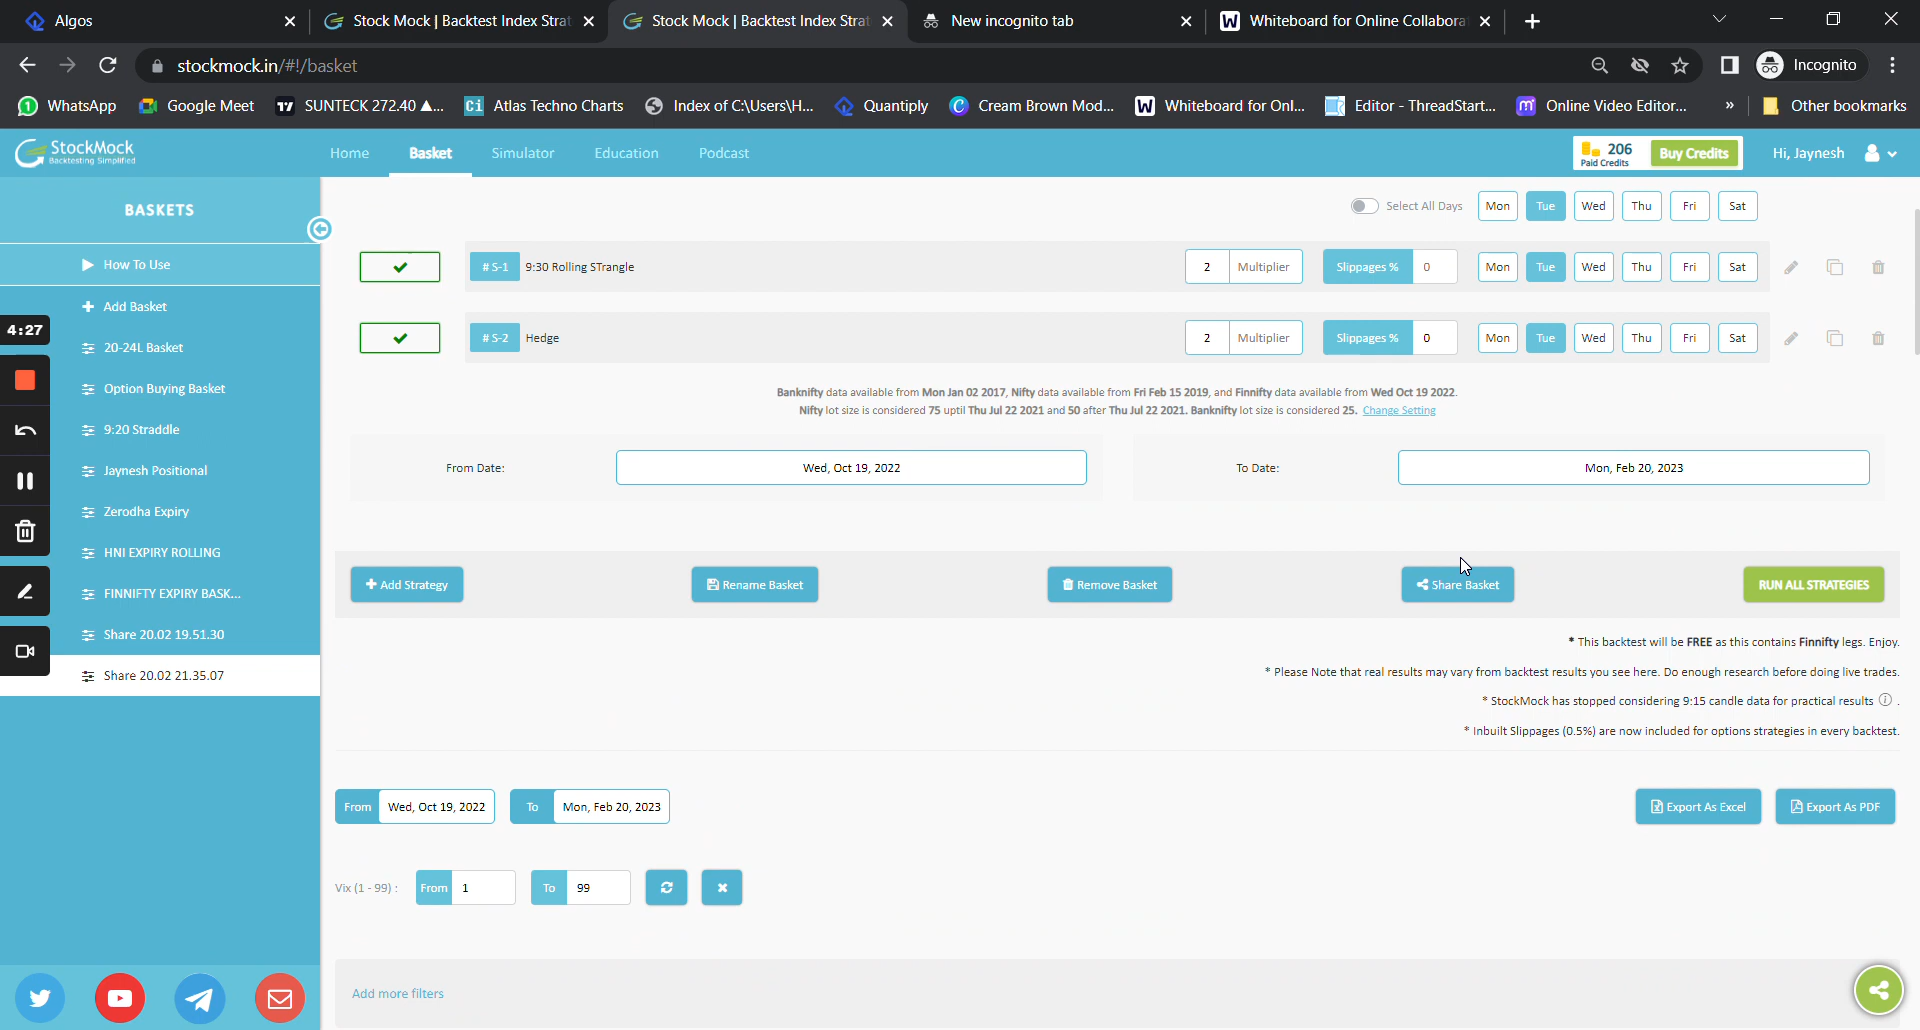 Algos
Stock Mock | Backtest Index Strat
Stock Mock | Backtest Index Strat
New incognito tab
Whiteboard for Online Collaborat
stockmock.in/#!/basket
Incognito
WhatsApp
Google Meet
SUNTECK 272.40 ▲...
Atlas Techno Charts
Index of C:\Users\H...
Quantiply
Cream Brown Mod...
Whiteboard for Onl...
Editor - ThreadStart...
Online Video Editor...
»
Other bookmarks
StockMock
Backtesting Simplified
Home
Basket
Simulator
Education
Podcast
206
Paid Credits
Buy Credits
Hi, Jaynesh
BASKETS
How To Use
Add Basket
20-24L Basket
Option Buying Basket
9:20 Straddle
Jaynesh Positional
Zerodha Expiry
HNI EXPIRY ROLLING
FINNIFTY EXPIRY BASK...
Share 20.02 19.51.30
Share 20.02 21.35.07
4:27
Select All Days Mon Tue Wed Thu Fri Sat
#S-1 9:30 Rolling STrangle 2 Multiplier Slippages % 0 Mon Tue Wed Thu Fri Sat
#S-2 Hedge 2 Multiplier Slippages % 0 Mon Tue Wed Thu Fri Sat
Banknifty data available from Mon Jan 02 2017, Nifty data available from Fri Feb 15 2019, and Finnifty data available from Wed Oct 19 2022.
Nifty lot size is considered 75 uptil Thu Jul 22 2021 and 50 after Thu Jul 22 2021. Banknifty lot size is considered 25. Change Setting
From Date: Wed, Oct 19, 2022 To Date: Mon, Feb 20, 2023
Add Strategy Rename Basket Remove Basket Share Basket RUN ALL STRATEGIES
* This backtest will be FREE as this contains Finnifty legs. Enjoy.
* Please Note that real results may vary from backtest results you see here. Do enough research before doing live trades.
* StockMock has stopped considering 9:15 candle data for practical results ⓘ .
* Inbuilt Slippages (0.5%) are now included for options strategies in every backtest.
From Wed, Oct 19, 2022 To Mon, Feb 20, 2023 Export As Excel Export As PDF
Vix (1 - 99) : From 1 To 99
Add more filters